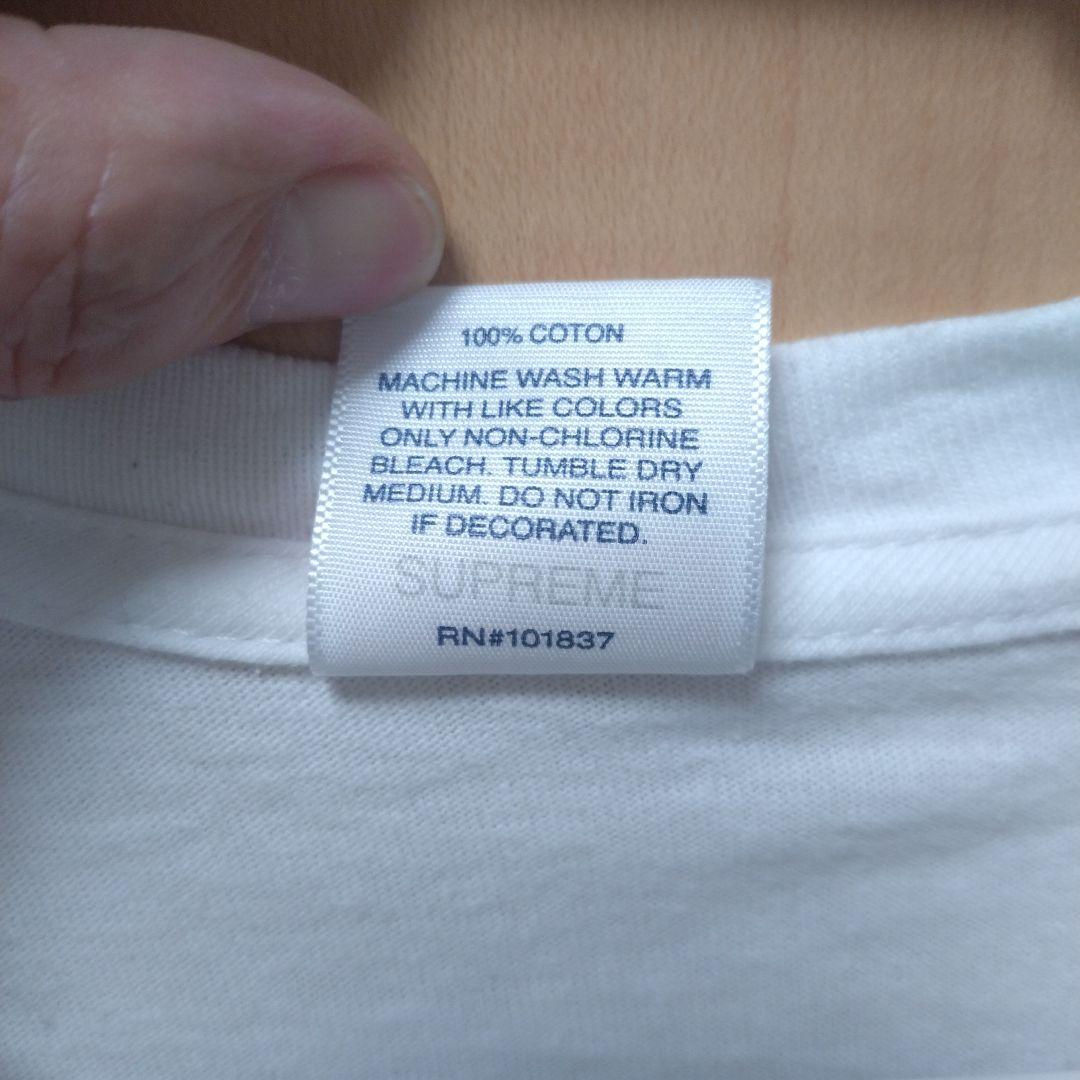 100% COTON
MACHINE WASH WARM
WITH LIKE COLORS
ONLY NON-CHLORINE
BLEACH. TUMBLE DRY
MEDIUM. DO NOT IRON
IF DECORATED.
SUPREME
RN#101837